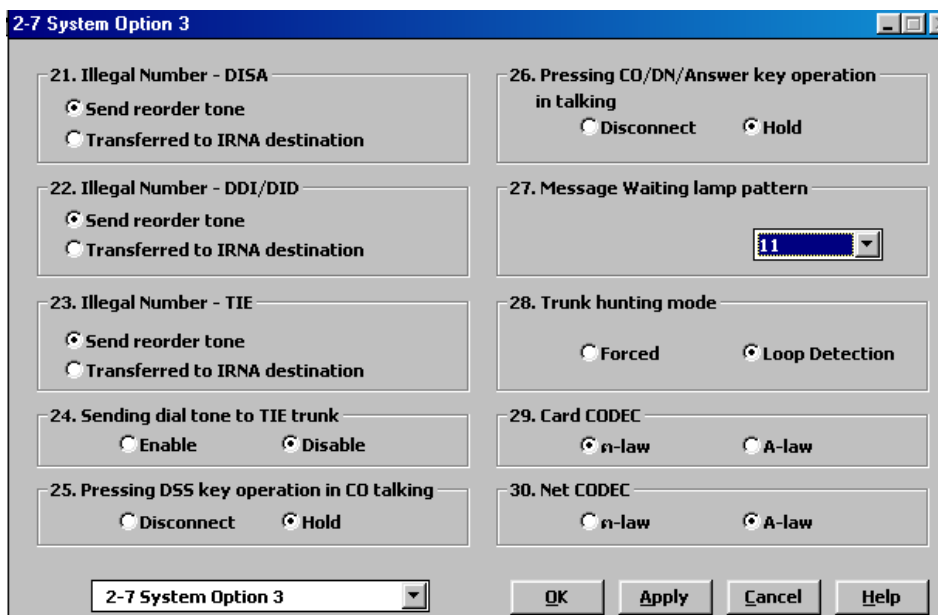 2-7 System Option 3
21. Illegal Number - DISA
Send reorder tone
Transferred to IRNA destination
22. Illegal Number - DDI/DID
Send reorder tone
Transferred to IRNA destination
23. Illegal Number - TIE
Send reorder tone
Transferred to IRNA destination
24. Sending dial tone to TIE trunk
Enable Disable
25. Pressing DSS key operation in CO talking
Disconnect Hold
26. Pressing CO/DN/Answer key operation
in talking
Disconnect Hold
27. Message Waiting lamp pattern
11
28. Trunk hunting mode
Forced Loop Detection
29. Card CODEC
ค-law A-law
30. Net CODEC
ค-law A-law
2-7 System Option 3
OK Apply Cancel Help